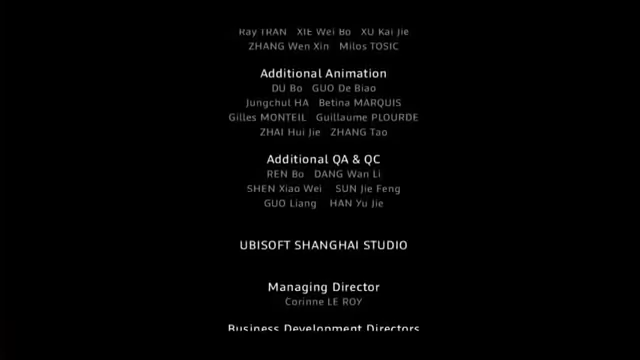 Ray TRAN XIE Wei Bo XU Kai Jie
ZHANG Wen Xin Milos TOSIC
Additional Animation
DU Bo GUO De Biao
Jungchul HA Betina MARQUIS
Gilles MONTEIL Guillaume PLOURDE
ZHAI Hui Jie ZHANG Tao
Additional QA & QC
REN Bo DANG Wan Li
SHEN Xiao Wei SUN Jie Feng
GUO Liang HAN Yu Jie
UBISOFT SHANGHAI STUDIO
Managing Director
Corinne LE ROY
Business Development Directors